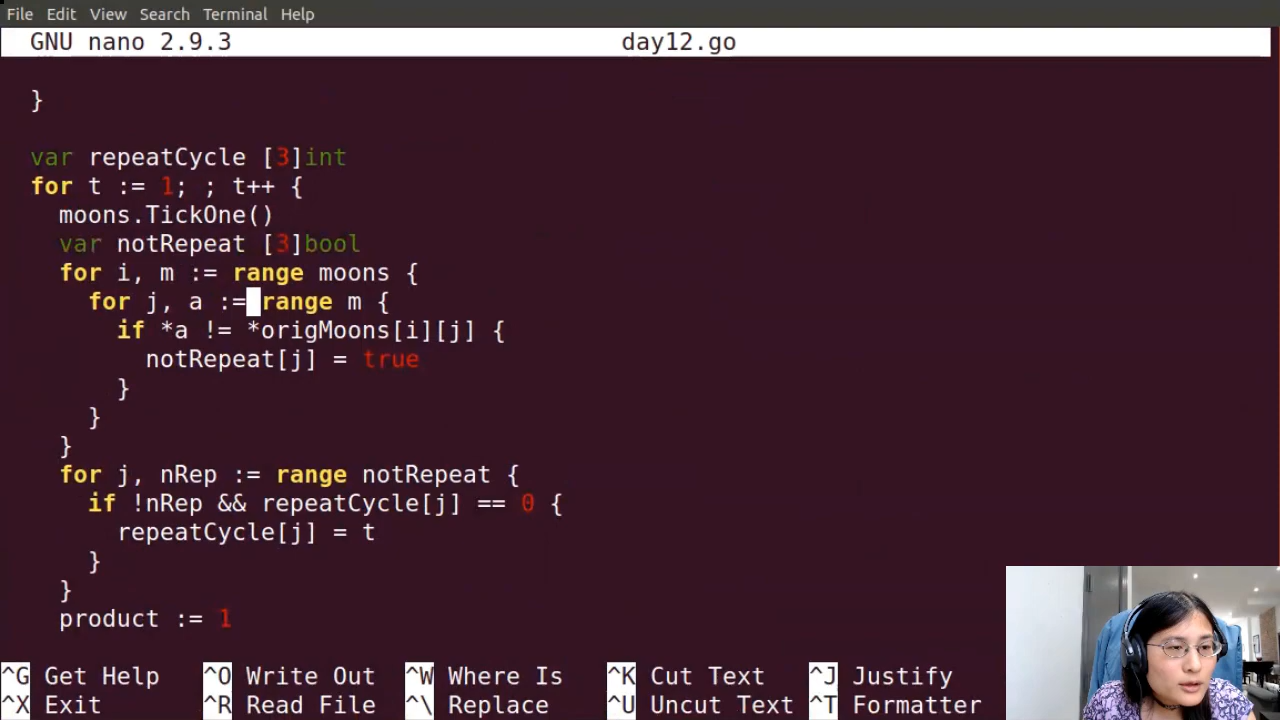 File Edit View Search Terminal Help
GNU nano 2.9.3 day12.go
}
var repeatCycle [3]int
for t := 1; ; t++ {
moons.TickOne()
var notRepeat [3]bool
for i, m := range moons {
for j, a := range m {
if *a != *origMoons[i][j] {
notRepeat[j] = true
}
}
}
for j, nRep := range notRepeat {
if !nRep && repeatCycle[j] == 0 {
repeatCycle[j] = t
}
}
product := 1
^G Get Help ^O Write Out ^W Where Is ^K Cut Text ^J Justify
^X Exit ^R Read File ^\ Replace ^U Uncut Text ^T Formatter